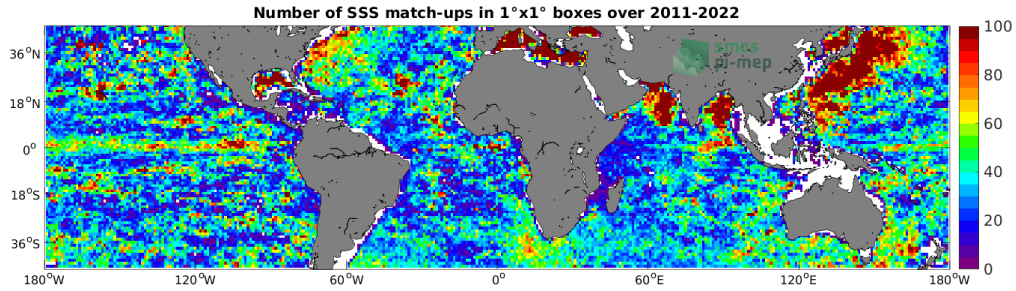 Number of SSS match-ups in 1°x1° boxes over 2011-2022
100
80
60
40
20
0
36°N
18°N
0°
18°S
36°S
smos
pi-mep
180°W
120°W
60°W
0°
60°E
120°E
180°W